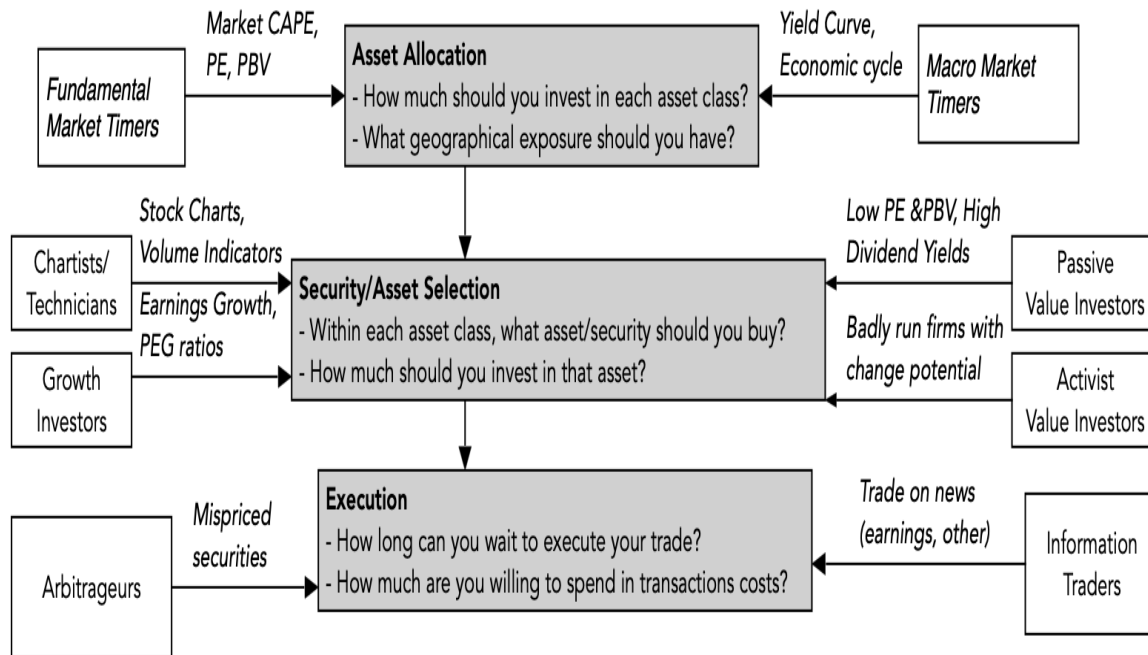 Market CAPE,
PE, PBV
Fundamental
Market Timers
Asset Allocation
- How much should you invest in each asset class?
- What geographical exposure should you have?
Yield Curve,
Economic cycle
Macro Market
Timers
Stock Charts,
Volume Indicators
Chartists/
Technicians
Earnings Growth,
PEG ratios
Growth
Investors
Security/Asset Selection
- Within each asset class, what asset/security should you buy?
- How much should you invest in that asset?
Low PE &PBV, High
Dividend Yields
Passive
Value Investors
Badly run firms with
change potential
Activist
Value Investors
Arbitrageurs
Mispriced
securities
Execution
- How long can you wait to execute your trade?
- How much are you willing to spend in transactions costs?
Trade on news
(earnings, other)
Information
Traders